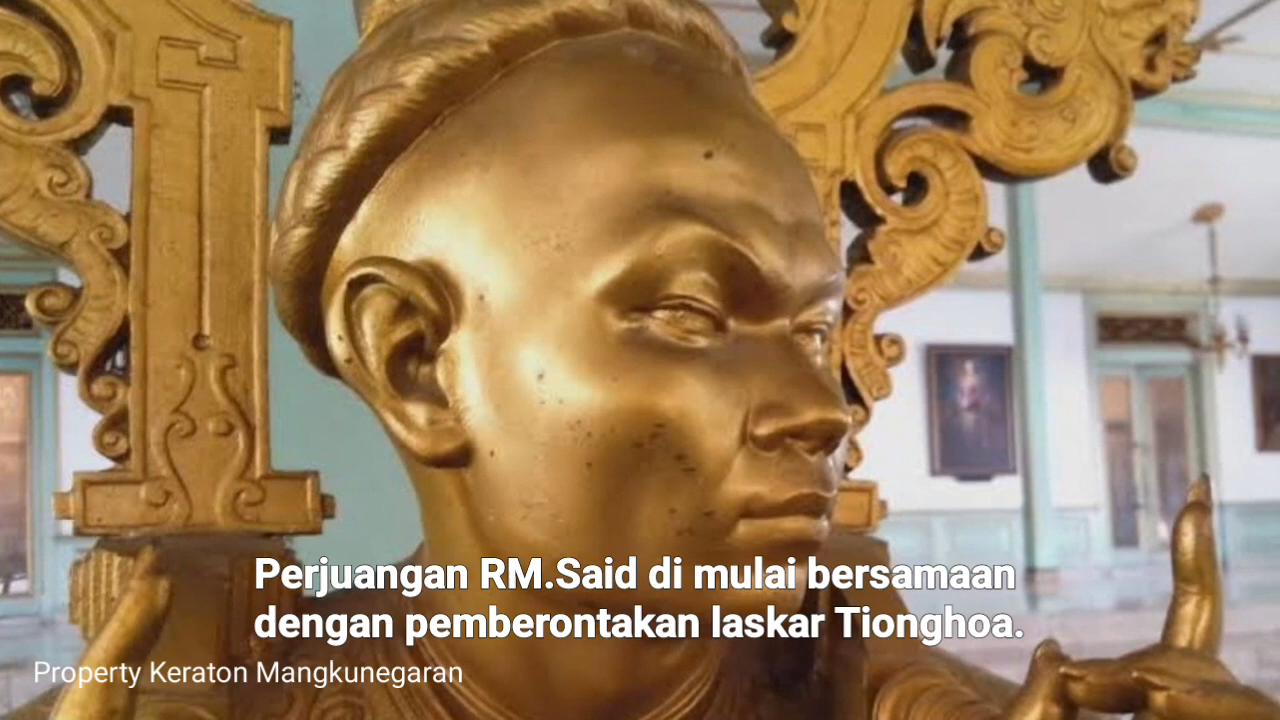 Perjuangan RM.Said di mulai bersamaan
dengan pemberontakan laskar Tionghoa.
Property Keraton Mangkunegaran